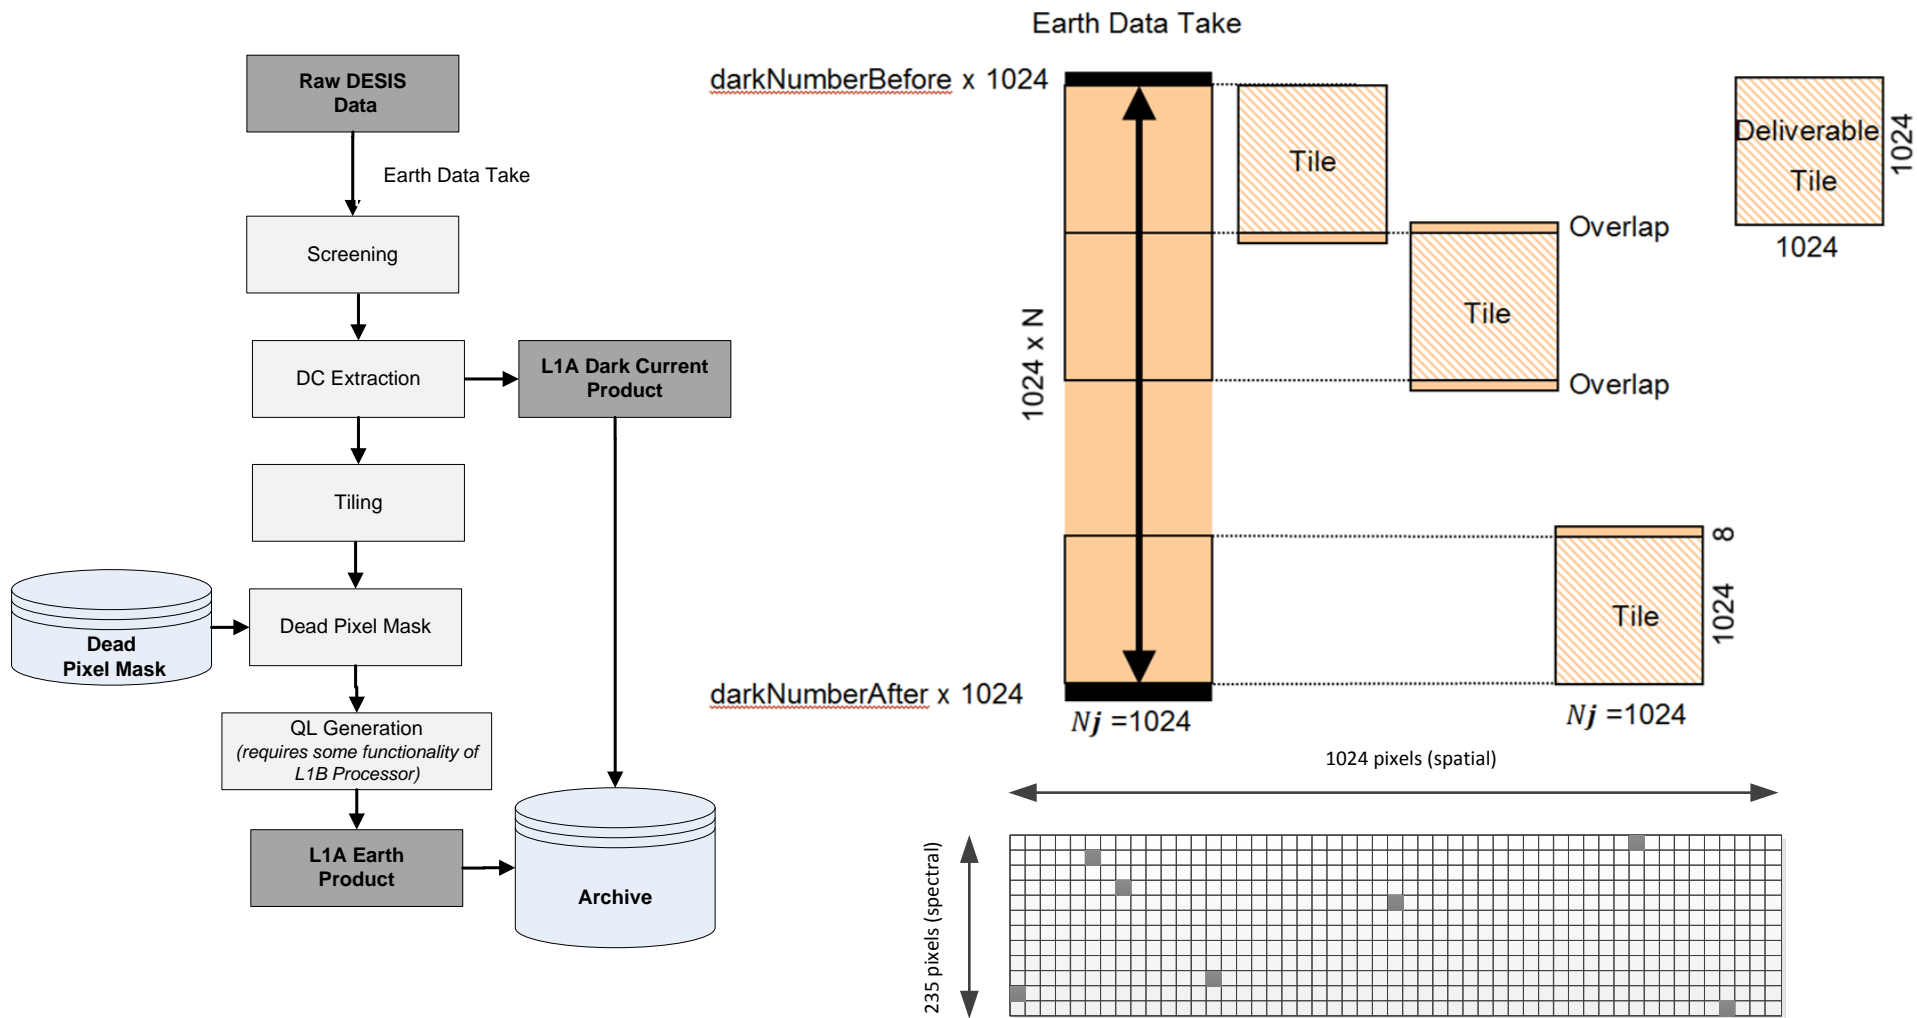 Raw DESIS
Data
Earth Data Take
Screening
DC Extraction
L1A Dark Current
Product
Tiling
Dead
Pixel Mask
Dead Pixel Mask
QL Generation
(requires some functionality of
L1B Processor)
L1A Earth
Product
Archive
Earth Data Take
darkNumberBefore x 1024
1024 x N
darkNumberAfter x 1024
Nj =1024
Tile
Overlap
Tile
Overlap
8
1024
Tile
Nj =1024
Deliverable
Tile
1024
1024
1024 pixels (spatial)
235 pixels (spectral)